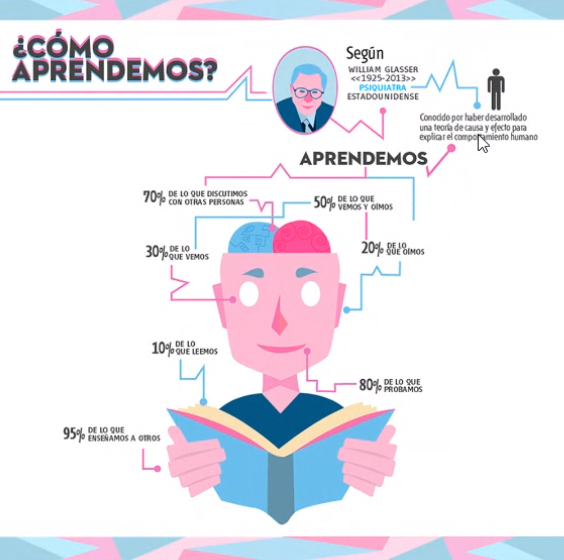 ¿CÓMO
APRENDEMOS?
Según
WILLIAM GLASSER
<<1925-2013>>
PSIQUIATRA
ESTADOUNIDENSE
Conocido por haber desarrollado
una teoría de causa y efecto para
explicar el comportamiento humano
APRENDEMOS
70% DE LO QUE DISCUTIMOS
CON OTRAS PERSONAS
50% DE LO QUE
VEMOS Y OÍMOS
30% DE LO
QUE VEMOS
20% DE LO
QUE OÍMOS
10% DE LO
QUE LEEMOS
80% DE LO QUE
PROBAMOS
95% DE LO QUE
ENSEÑAMOS A OTROS